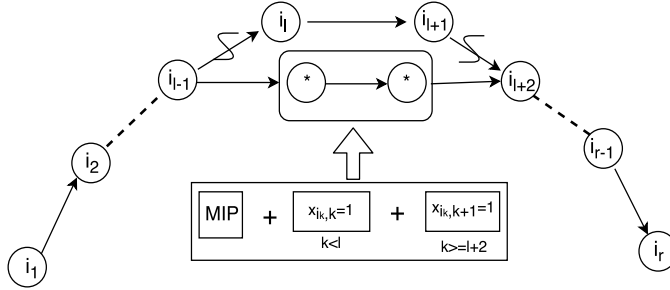 i_l
i_{l+1}
i_{l-1}
*
*
i_{l+2}
i_2
i_{r-1}
MIP + x_{i_k,k}=1 + x_{i_k,k+1}=1
k<l
k>=l+2
i_1
i_r